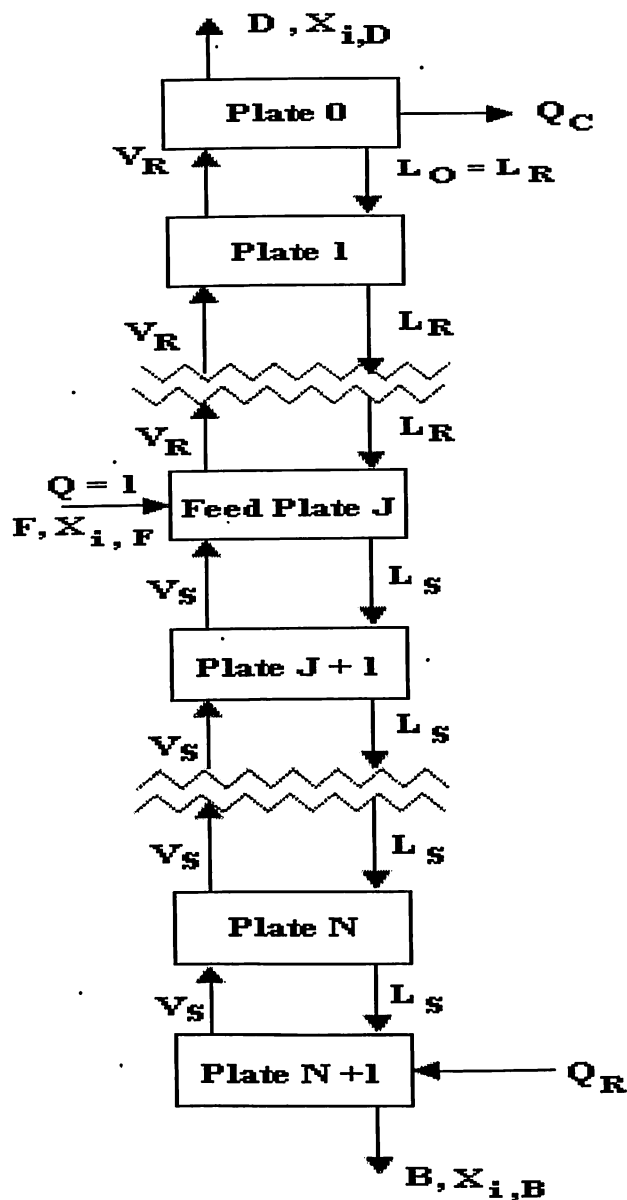 D , X i,D
Plate 0
Q C
V R
L O = L R
Plate 1
V R
L R
V R
L R
Q = 1
Feed Plate J
F, X i , F
V S
L S
Plate J + 1
V S
L S
V S
L S
Plate N
V S
L S
Plate N +1
Q R
B, X i ,B